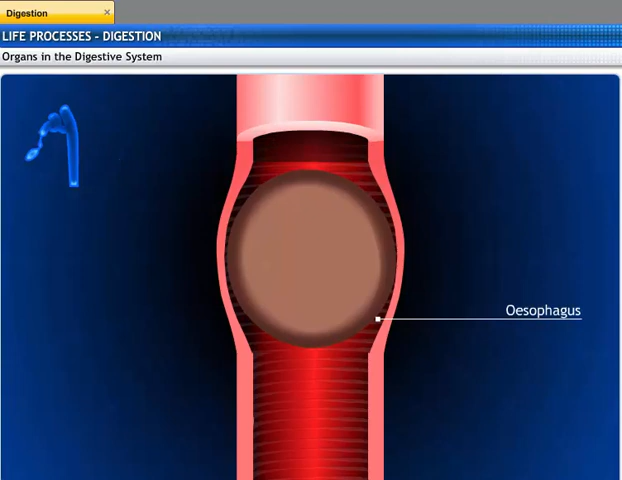 Digestion
LIFE PROCESSES - DIGESTION
Organs in the Digestive System
Oesophagus